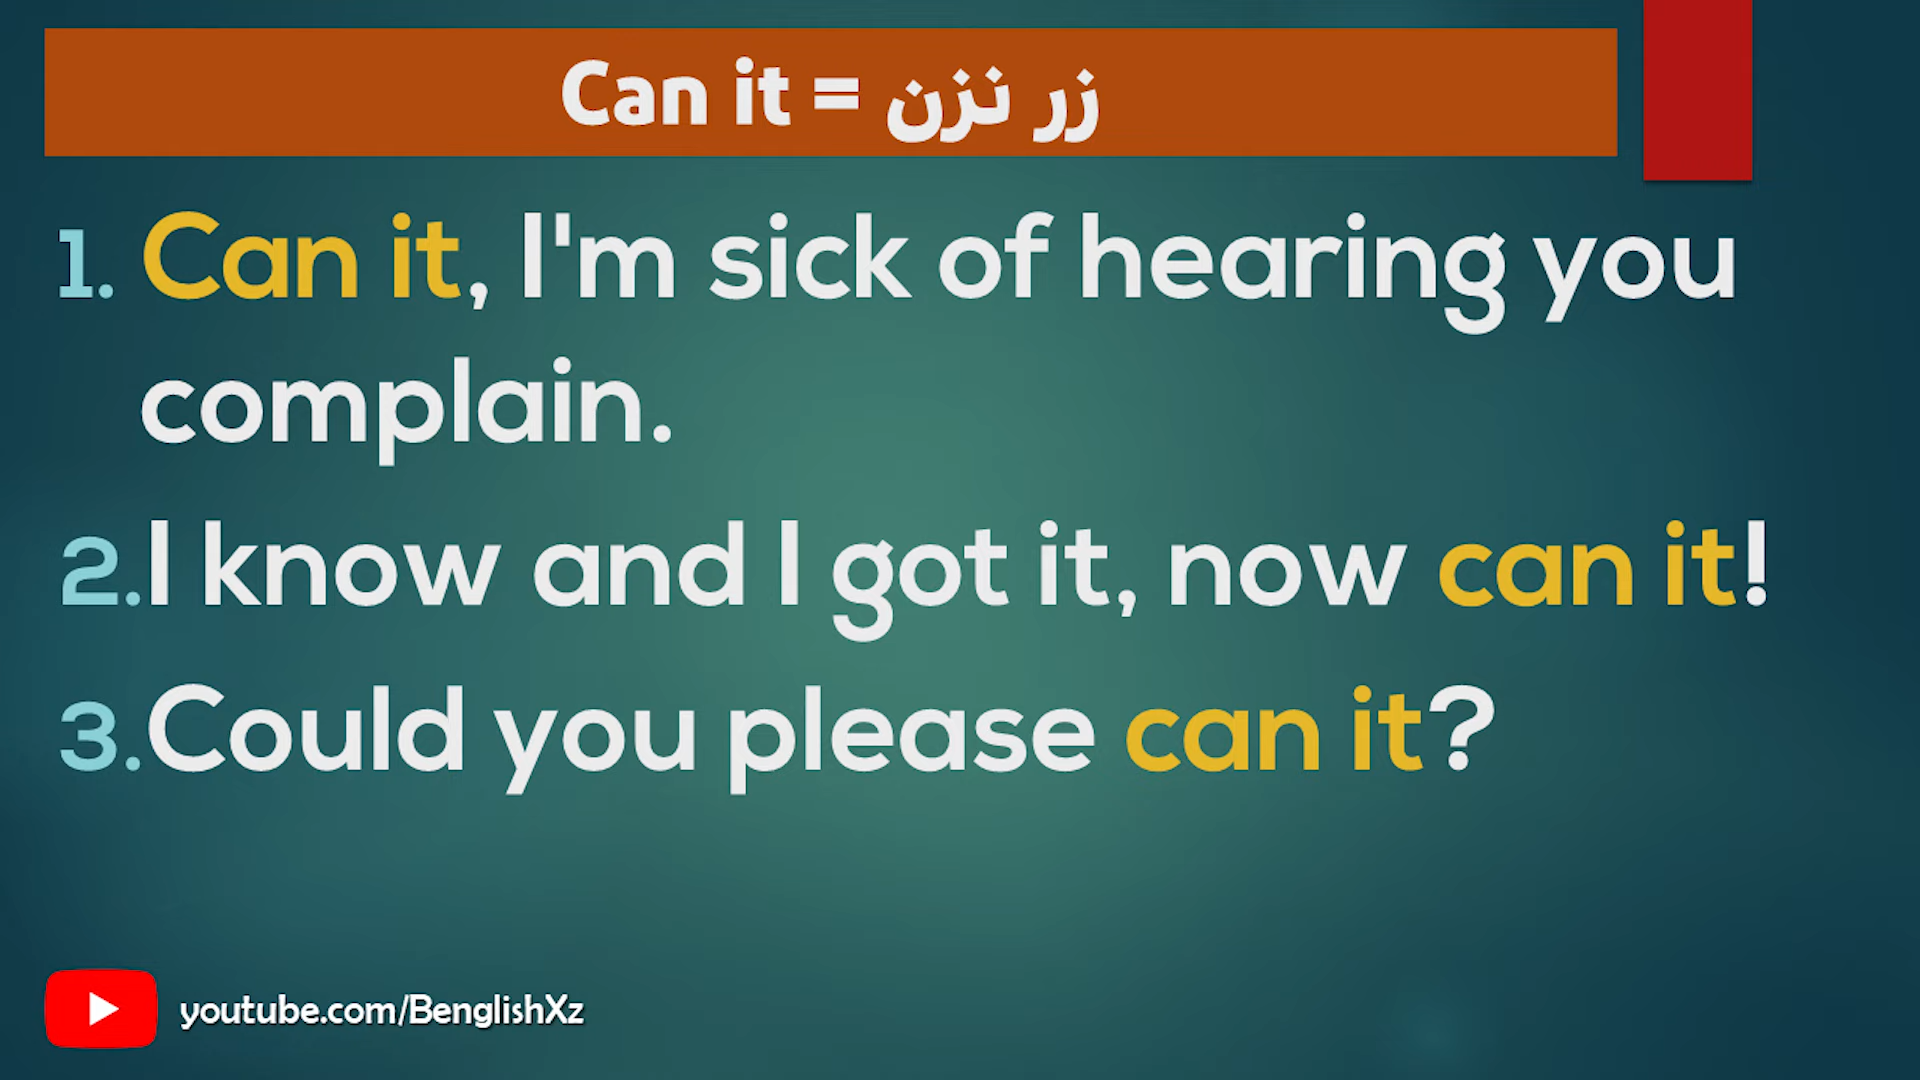 Can it = زر نزن
1. Can it, I'm sick of hearing you
complain.
2. I know and I got it, now can it!
3. Could you please can it?
youtube.com/BenglishXz